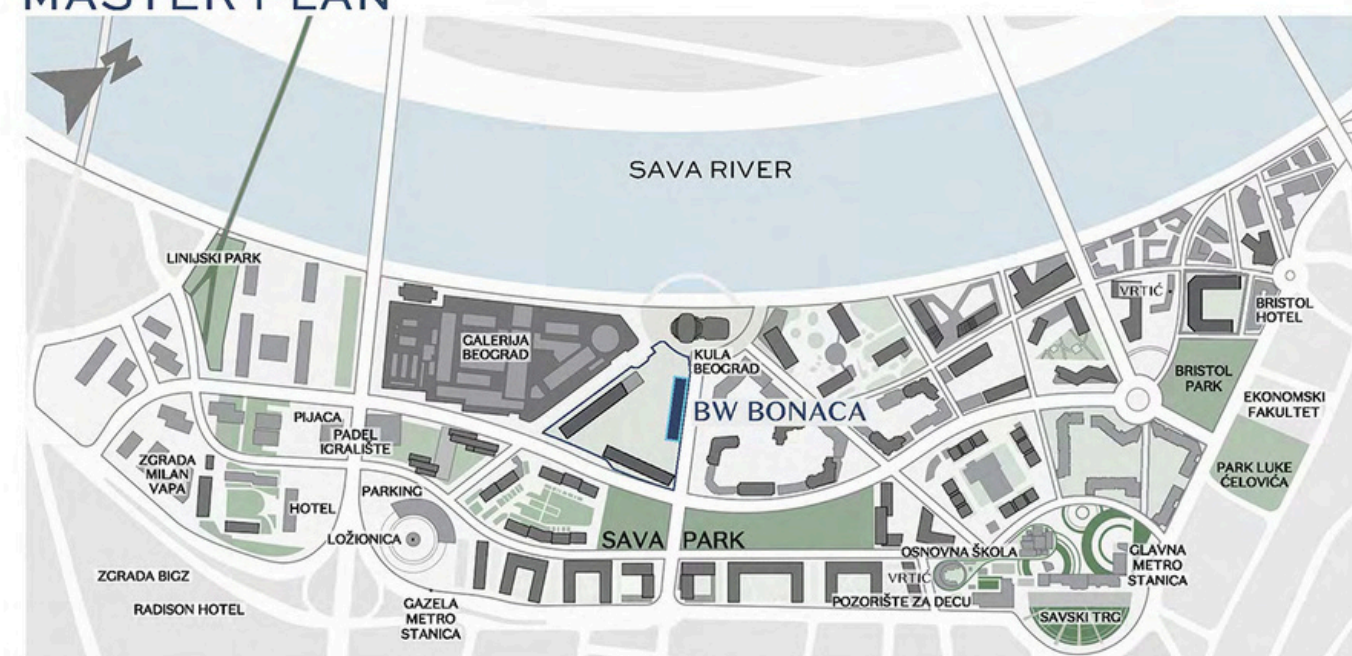 MASTER PLAN
N
SAVA RIVER
LINIJSKI PARK
VRTIĆ
BRISTOL
HOTEL
GALERIJA
BEOGRAD
KULA
BEOGRAD
BRISTOL
PARK
BW BONACA
EKONOMSKI
FAKULTET
PIJACA
PADEL
IGRALIŠTE
ZGRADA
MILAN
VAPA
PARK LUKE
ĆELOVIĆA
PARKING
HOTEL
LOŽIONICA
SAVA PARK
OSNOVNA ŠKOLA
GLAVNA
METRO
STANICA
ZGRADA BIGZ
VRTIĆ
RADISON HOTEL
GAZELA
METRO
STANICA
POZORIŠTE ZA DECU
SAVSKI TRG